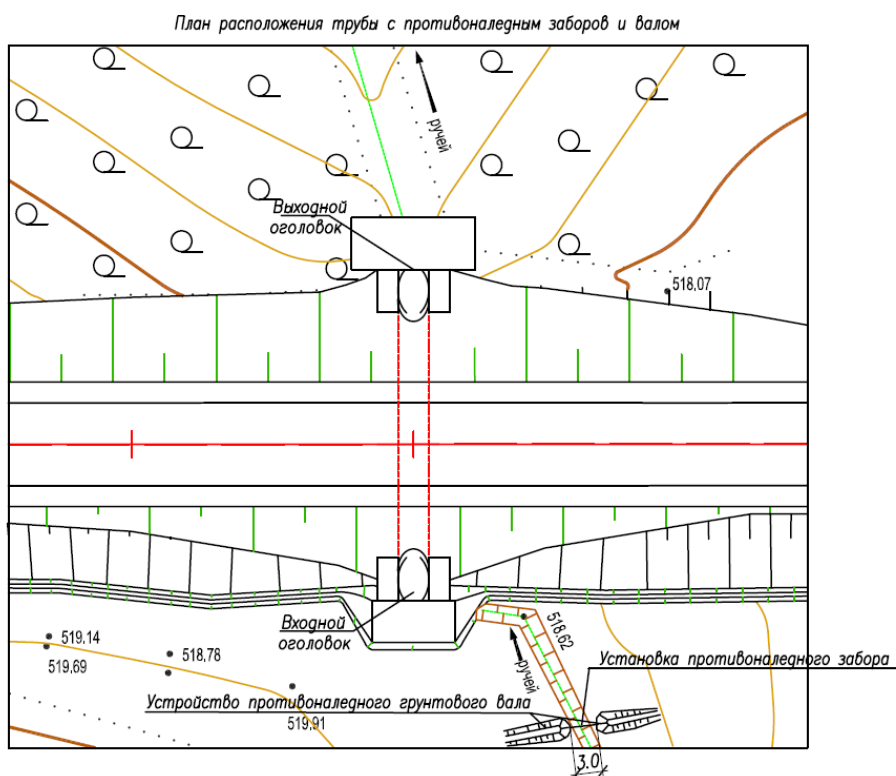 План расположения трубы с противоналедным заборов и валом
ручей
Выходной
оголовок
518,07
518,62
Входной
оголовок
519.14
519,69
518,78
ручей
Установка противоналедного забора
Устройство противоналедного грунтового вала
519,91
3.0